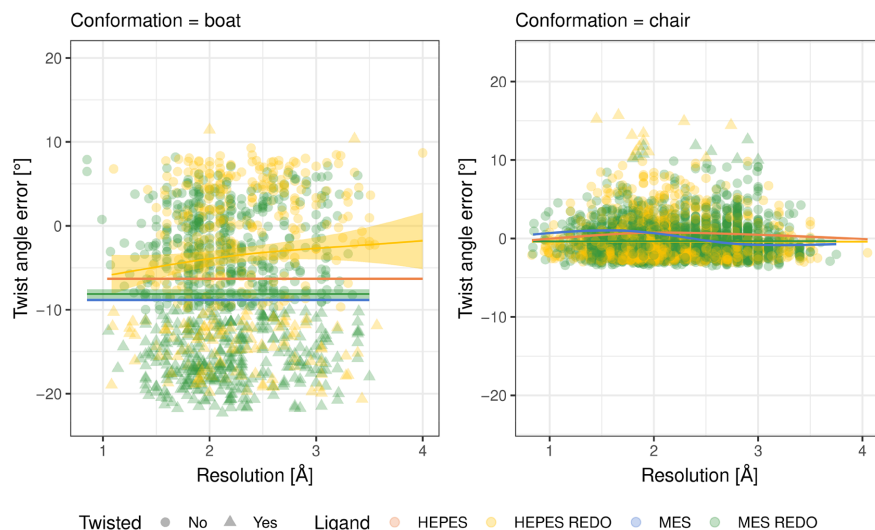 Conformation = boat
Conformation = chair
20
10
0
−10
−20
Twist angle error [°]
1
2
3
4
Resolution [Å]
20
10
0
−10
−20
Twist angle error [°]
1
2
3
4
Resolution [Å]
Twisted No Yes Ligand HEPES HEPES REDO MES MES REDO